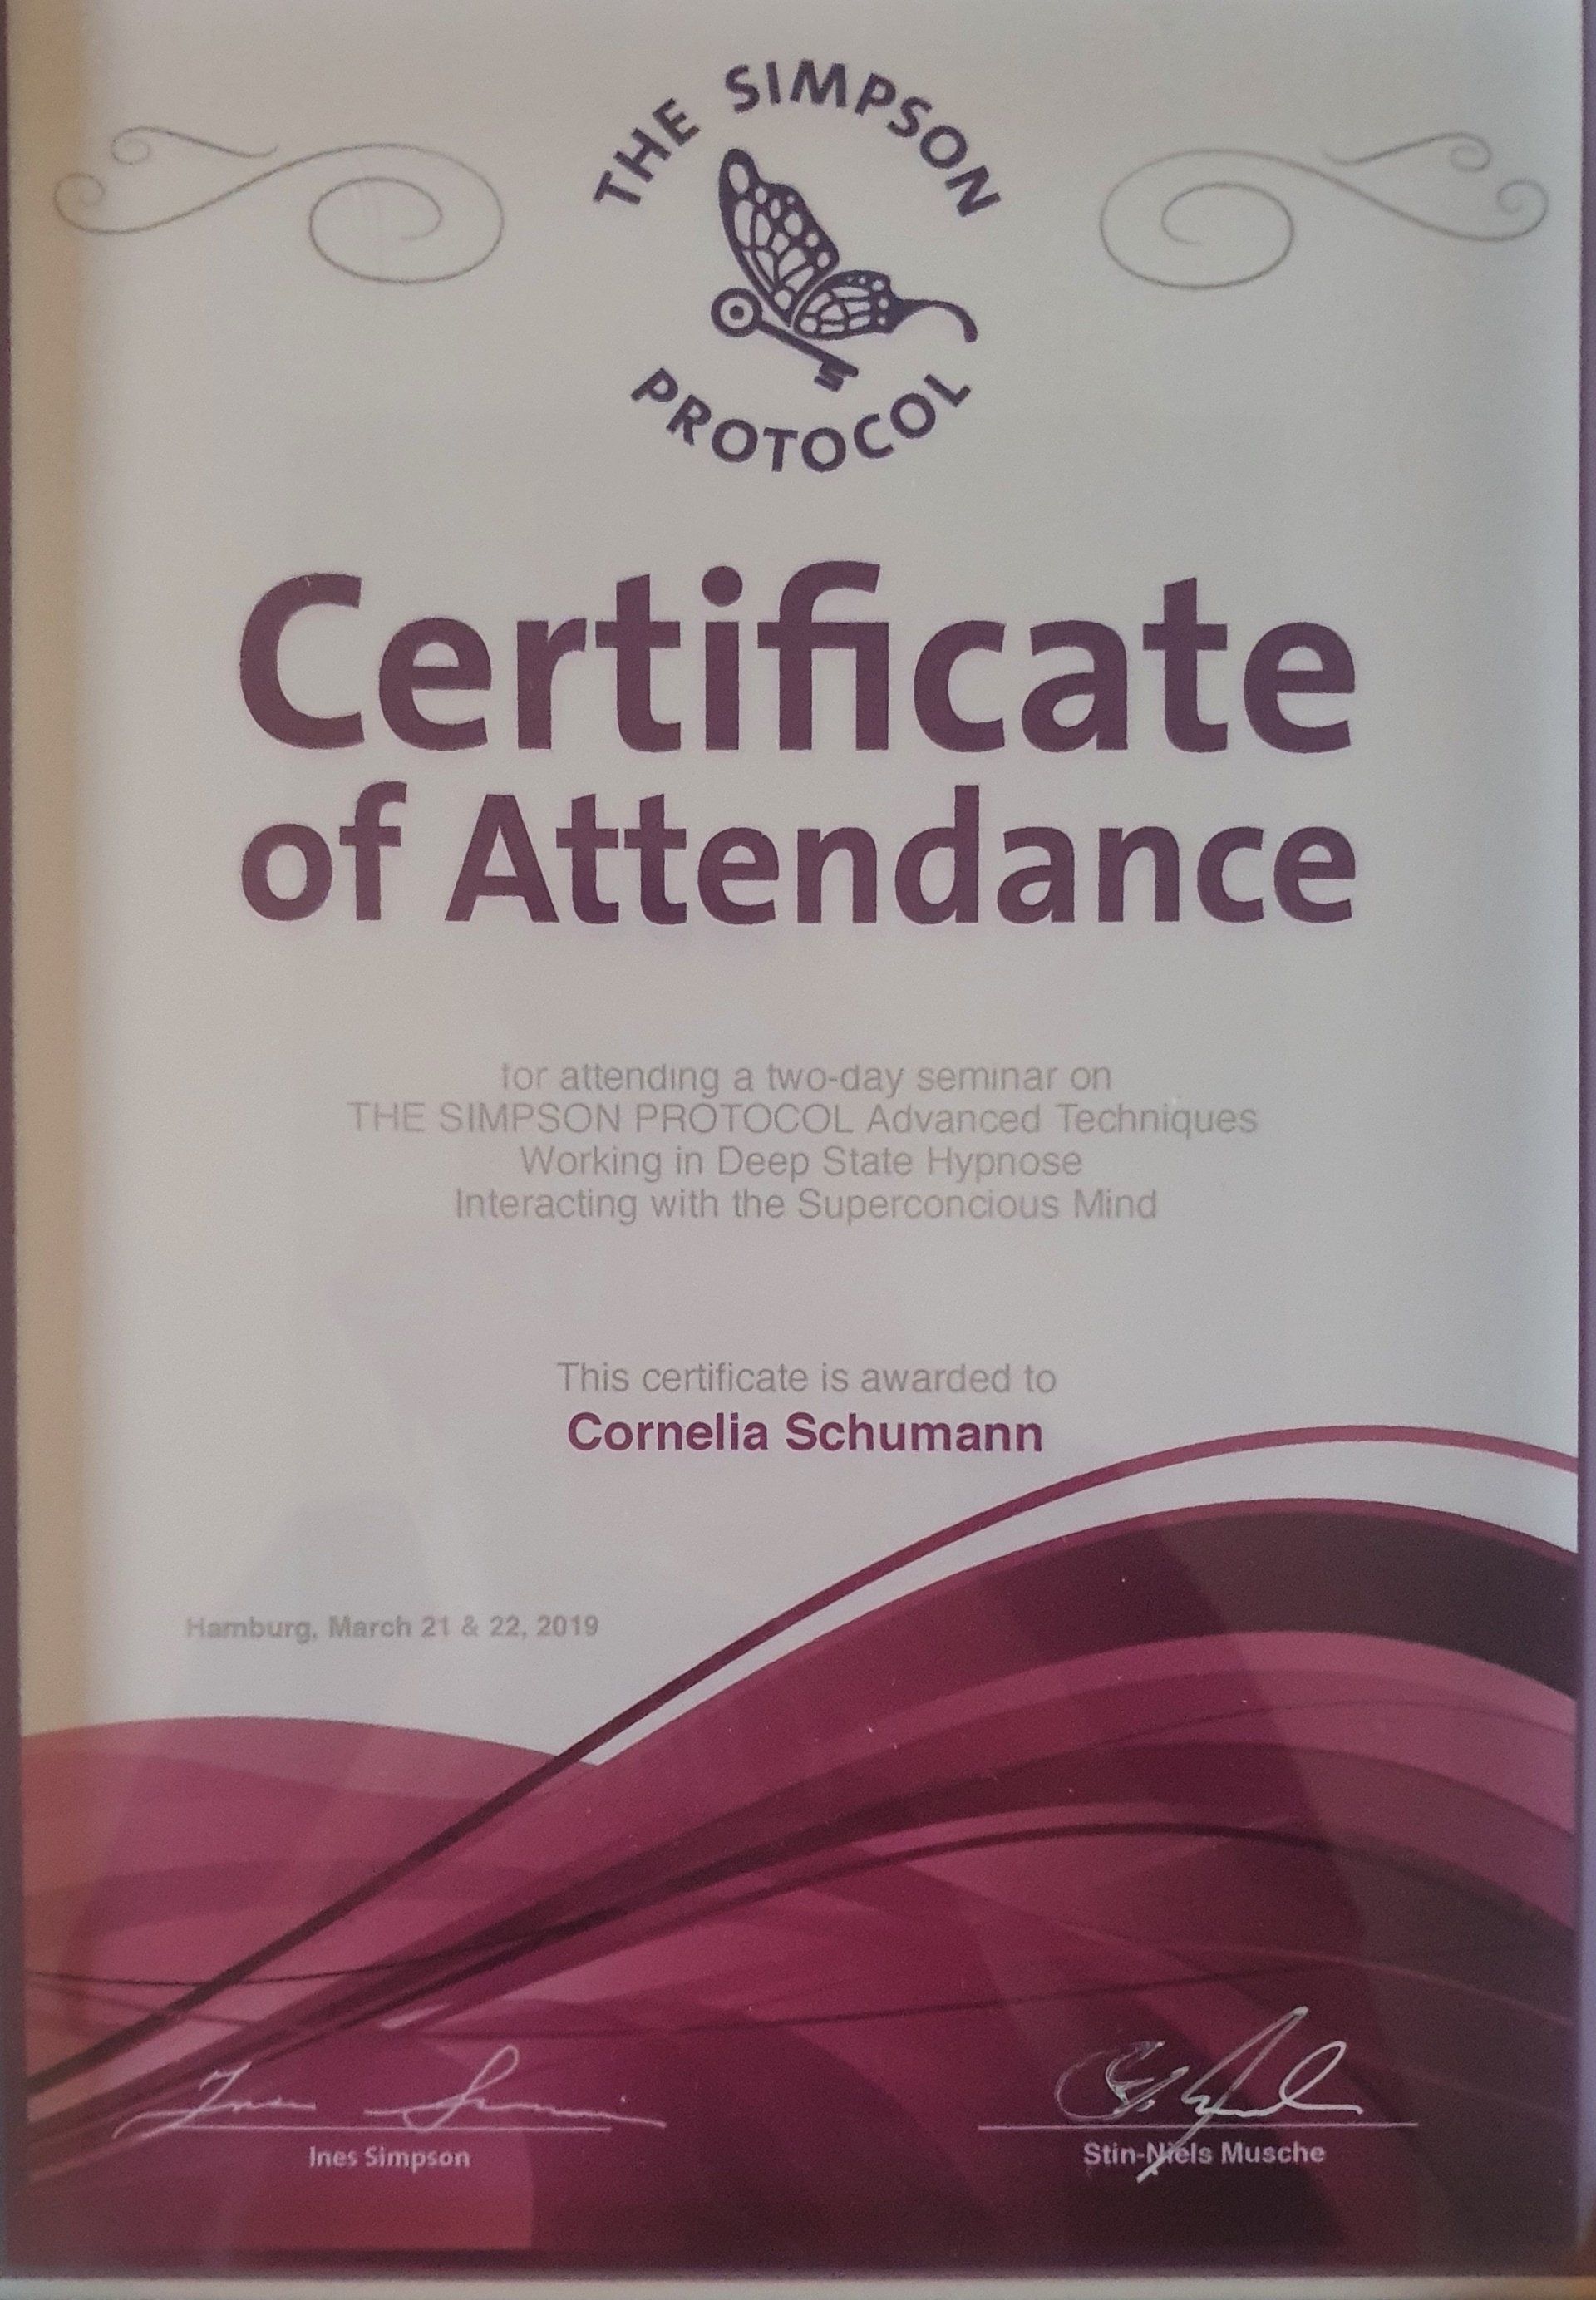 THE SIMPSON
PROTOCOL
Certificate
of Attendance
for attending a two-day seminar on
THE SIMPSON PROTOCOL Advanced Techniques
Working in Deep State Hypnose
Interacting with the Superconcious Mind
This certificate is awarded to
Cornelia Schumann
Hamburg, March 21 & 22, 2019
Ines Simpson
Stin-Niels Musche